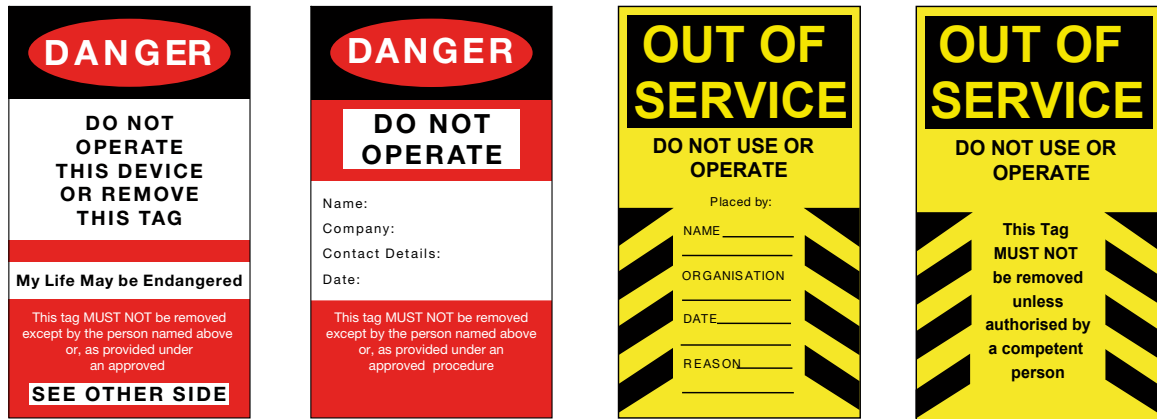 DANGER
DO NOT
OPERATE
THIS DEVICE
OR REMOVE
THIS TAG
My Life May be Endangered
This tag MUST NOT be removed
except by the person named above
or, as provided under
an approved
SEE OTHER SIDE
DANGER
DO NOT
OPERATE
Name:
Company:
Contact Details:
Date:
This tag MUST NOT be removed
except by the person named above
or, as provided under an
approved procedure
OUT OF
SERVICE
DO NOT USE OR
OPERATE
Placed by:
NAME
ORGANISATION
DATE
REASON
OUT OF
SERVICE
DO NOT USE OR
OPERATE
This Tag
MUST NOT
be removed
unless
authorised by
a competent
person